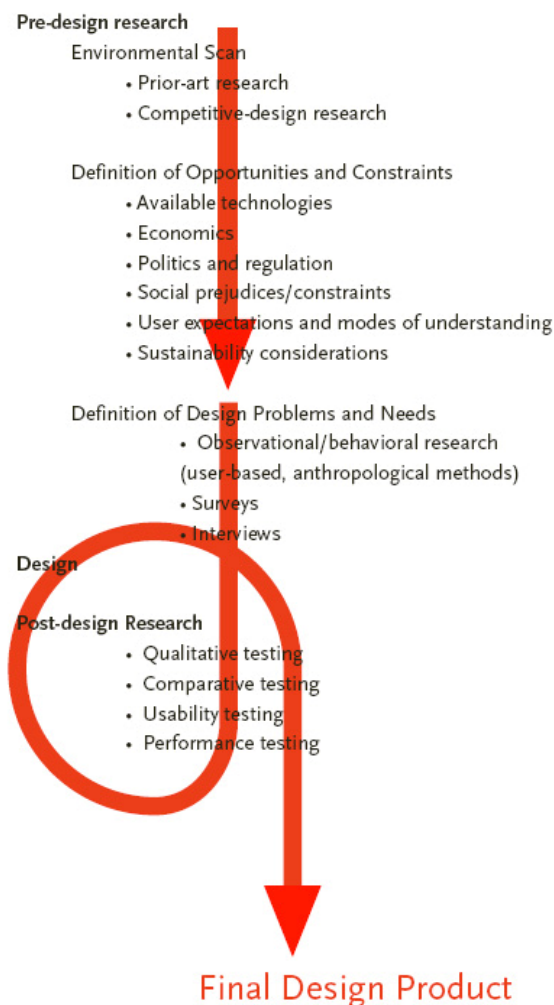 Pre-design research
Environmental Scan
• Prior-art research
• Competitive-design research
Definition of Opportunities and Constraints
• Available technologies
• Economics
• Politics and regulation
• Social prejudices/constraints
• User expectations and modes of understanding
• Sustainability considerations
Definition of Design Problems and Needs
• Observational/behavioral research
(user-based, anthropological methods)
• Surveys
• Interviews
Design
Post-design Research
• Qualitative testing
• Comparative testing
• Usability testing
• Performance testing
Final Design Product